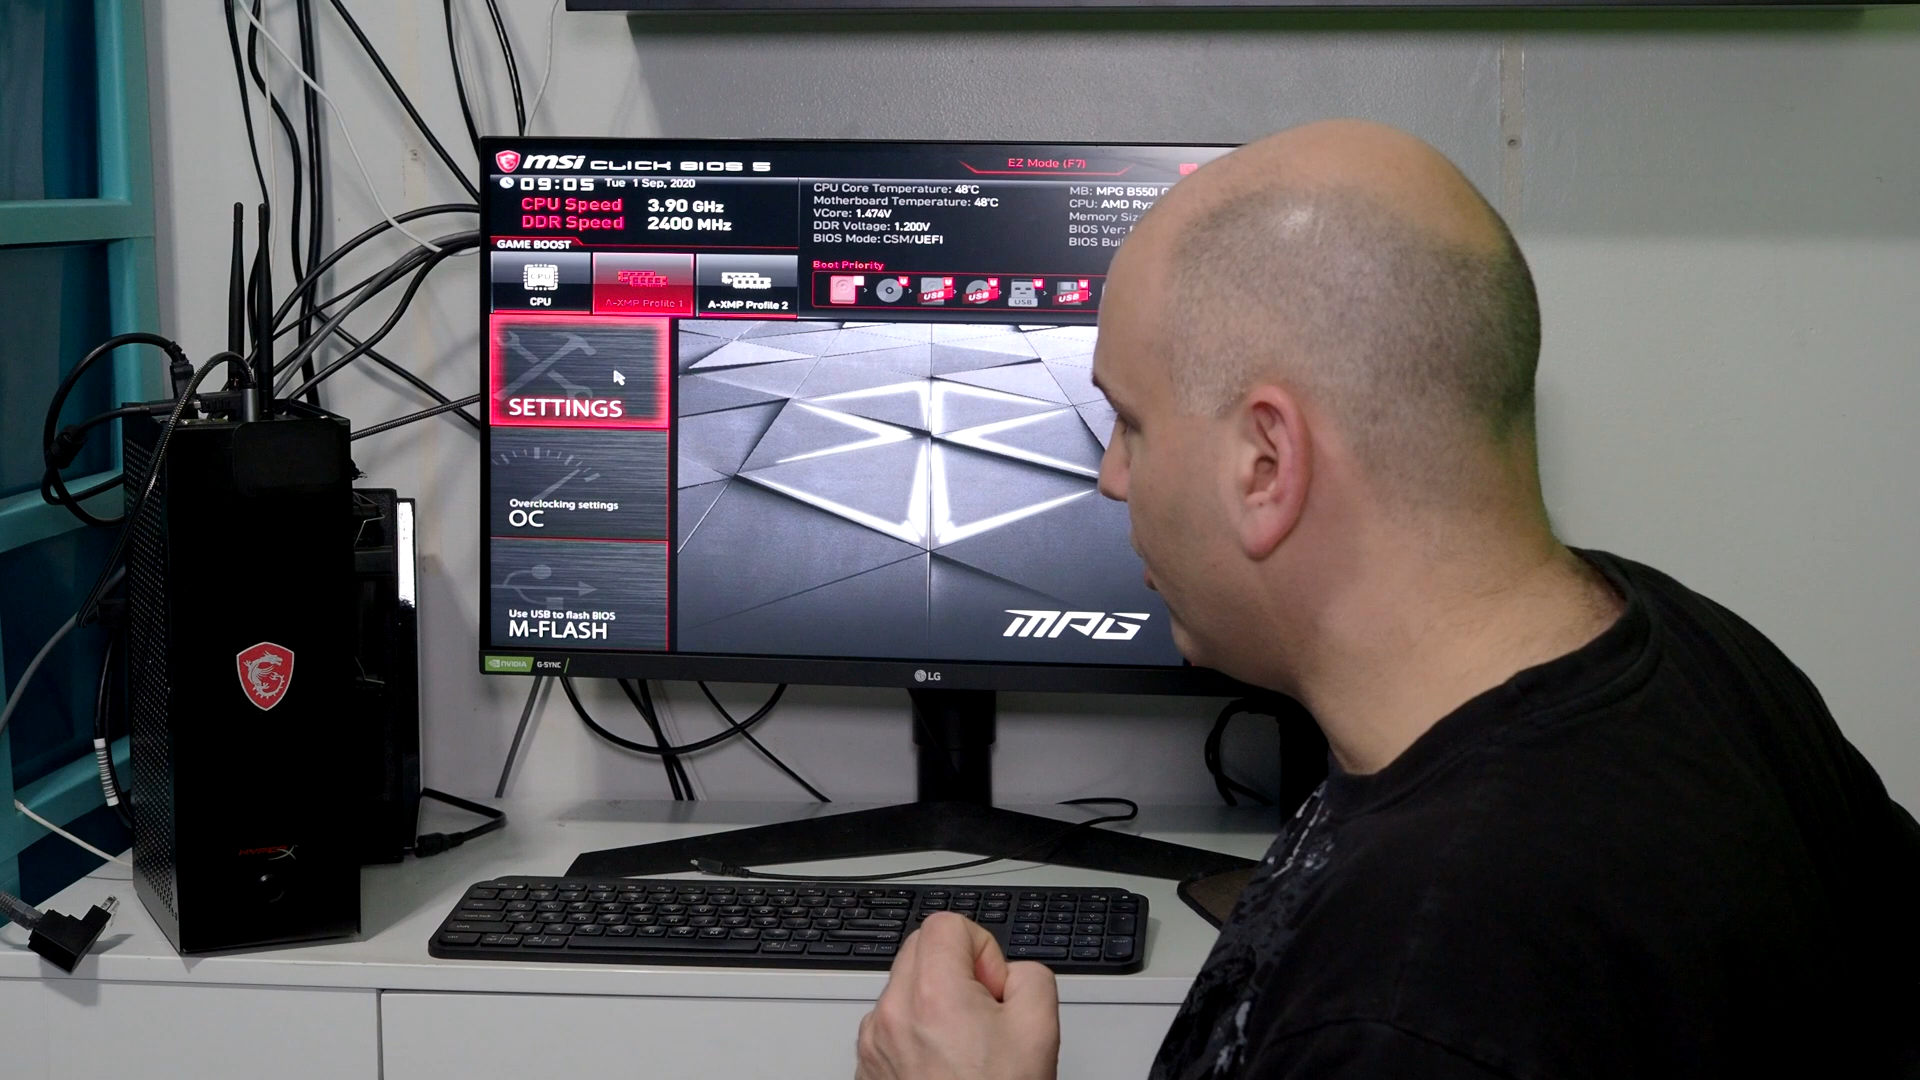 msi CLICK BIOS 5
EZ Mode (F7)
09:05 Tue 1 Sep, 2020
CPU Speed 3.90 GHz
DDR Speed 2400 MHz
CPU Core Temperature: 48°C
Motherboard Temperature: 48°C
VCore: 1.474V
DDR Voltage: 1.200V
BIOS Mode: CSM/UEFI
MB: MPG B550I
CPU: AMD
Memory
BIOS Ver:
BIOS
GAME BOOST
CPU
A-XMP Profile 1
A-XMP Profile 2
Boot Priority
USB
USB
USB
USB
SETTINGS
Overclocking settings
OC
Use USB to flash BIOS
M-FLASH
MPG
NVIDIA G-SYNC
LG
HYPERX